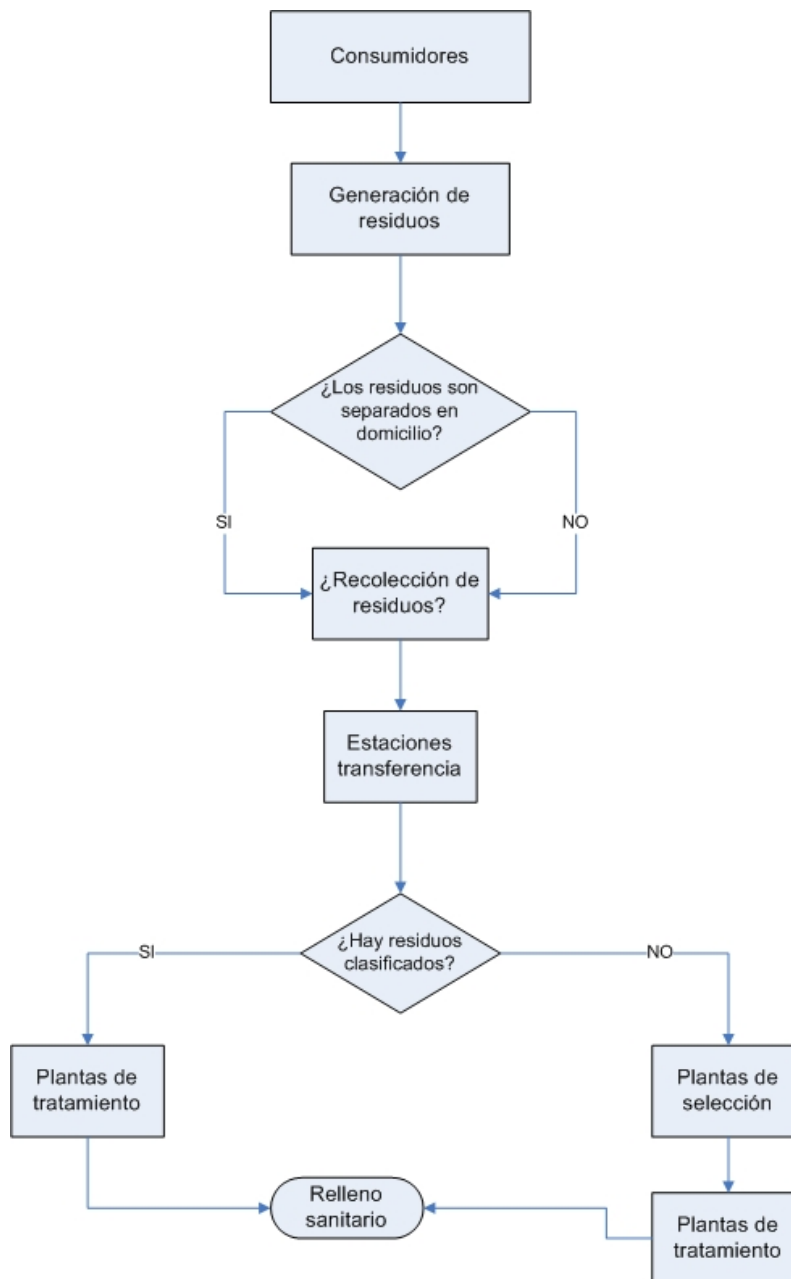 Consumidores
Generación de
residuos
¿Los residuos son
separados en
domicilio?
SI
NO
¿Recolección de
residuos?
Estaciones
transferencia
¿Hay residuos
clasificados?
SI
NO
Plantas de
tratamiento
Plantas de
selección
Relleno
sanitario
Plantas de
tratamiento